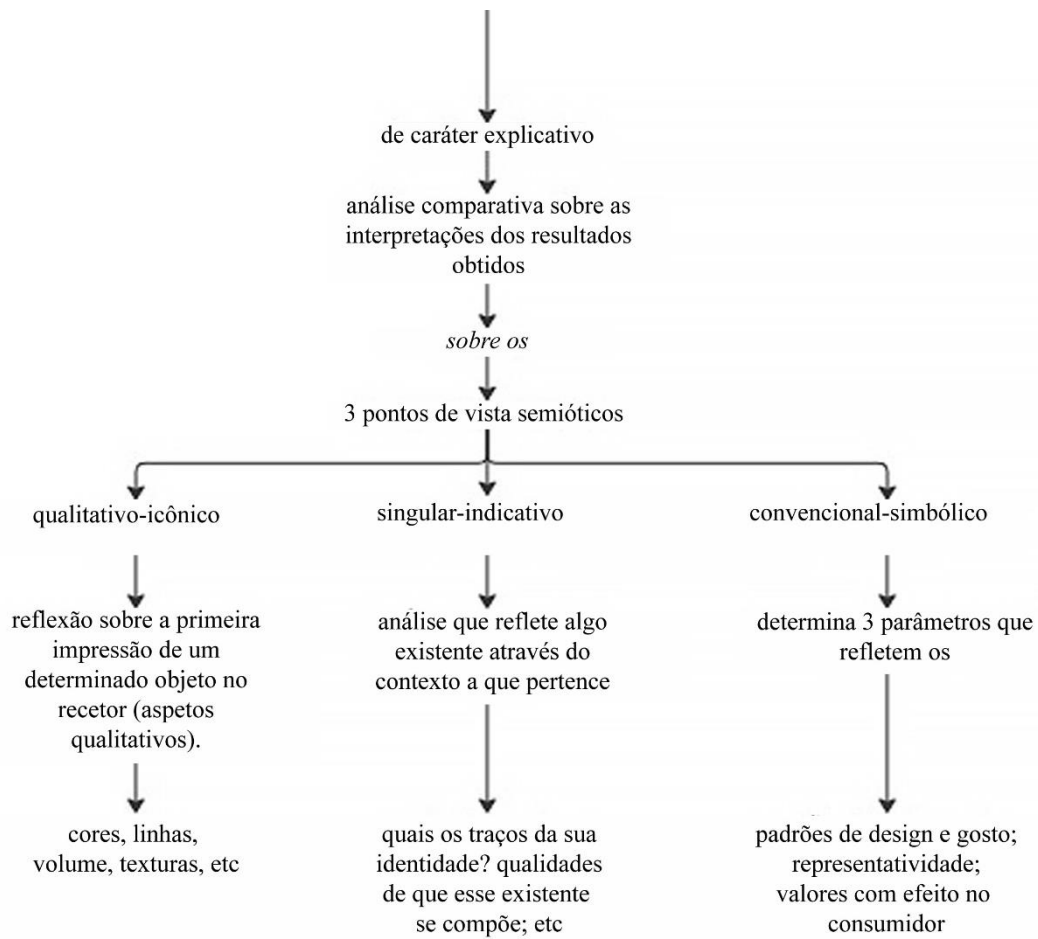 de caráter explicativo
análise comparativa sobre as
interpretações dos resultados
obtidos
sobre os
3 pontos de vista semióticos
qualitativo-icônico
singular-indicativo
convencional-simbólico
reflexão sobre a primeira
impressão de um
determinado objeto no
recetor (aspetos
qualitativos).
análise que reflete algo
existente através do
contexto a que pertence
determina 3 parâmetros que
refletem os
cores, linhas,
volume, texturas, etc
quais os traços da sua
identidade? qualidades
de que esse existente
se compõe; etc
padrões de design e gosto;
representatividade;
valores com efeito no
consumidor